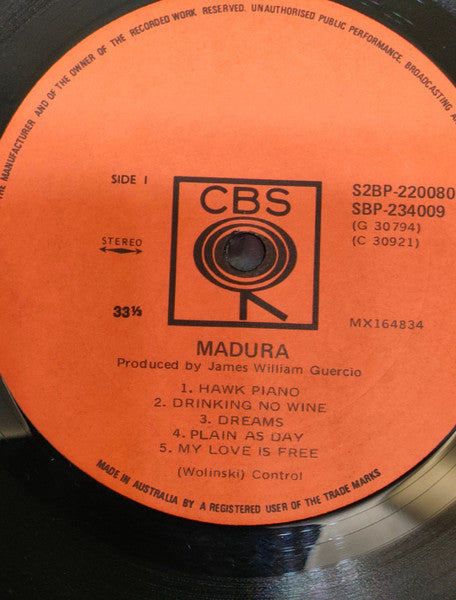 THE MANUFACTURER AND OF THE OWNER OF THE RECORDED WORK RESERVED. UNAUTHORISED PUBLIC PERFORMANCE, BROADCASTING
SIDE I
CBS
S2BP-220080
SBP-234009
(G 30794)
(C 30921)
STEREO
33⅓
MX164834
MADURA
Produced by James William Guercio
1. HAWK PIANO
2. DRINKING NO WINE
3. DREAMS
4. PLAIN AS DAY
5. MY LOVE IS FREE
(Wolinski) Control
MADE IN AUSTRALIA BY A REGISTERED USER OF THE TRADE MARKS